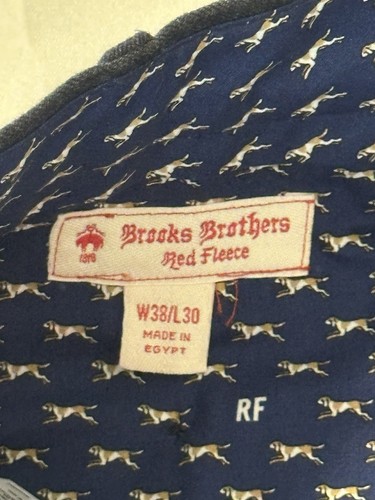 Brooks Brothers
1818
Red Fleece
W38/L30
MADE IN
EGYPT
RF